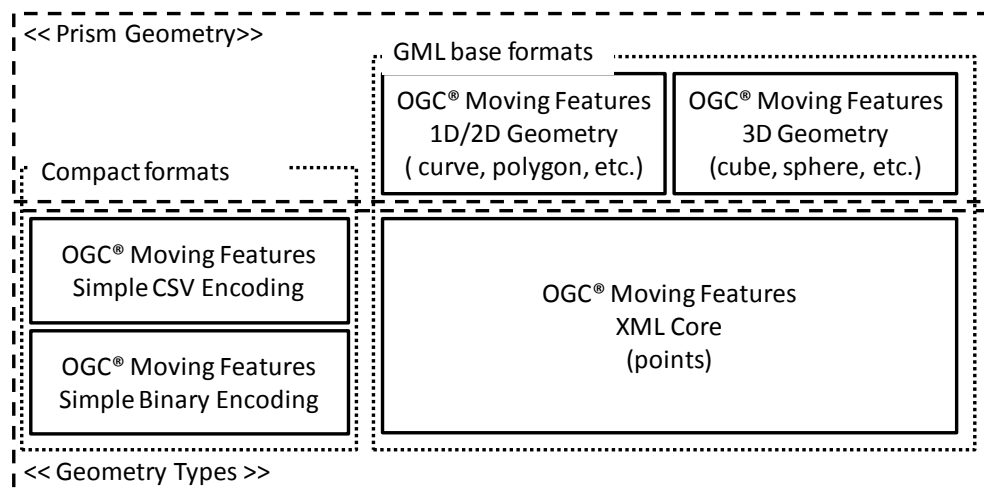 << Prism Geometry>>
GML base formats
OGC® Moving Features
1D/2D Geometry
( curve, polygon, etc.)
OGC® Moving Features
3D Geometry
(cube, sphere, etc.)
Compact formats
OGC® Moving Features
Simple CSV Encoding
OGC® Moving Features
Simple Binary Encoding
OGC® Moving Features
XML Core
(points)
<< Geometry Types >>